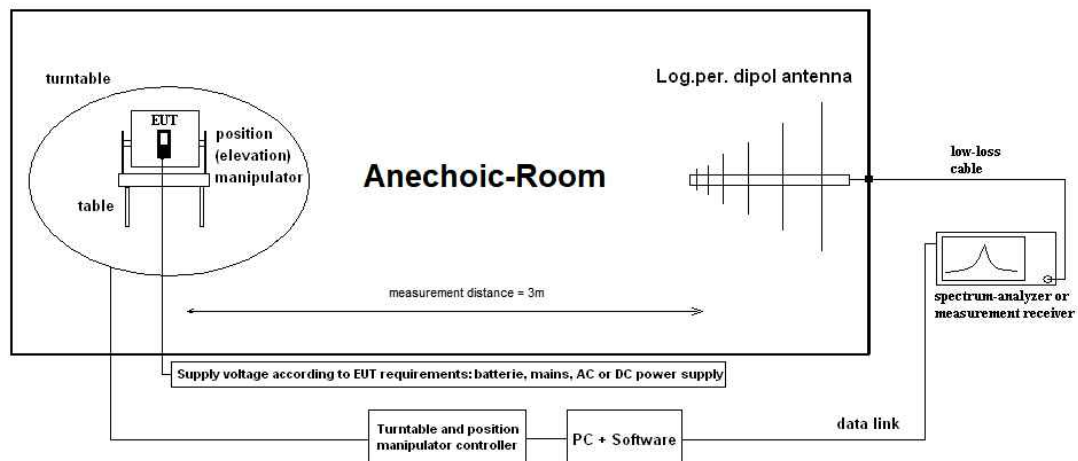 turntable
EUT
position
(elevation)
manipulator
table
Anechoic-Room
Log.per. dipol antenna
low-loss
cable
spectrum-analyzer or
measurement receiver
measurement distance = 3m
Supply voltage according to EUT requirements: batterie, mains, AC or DC power supply
Turntable and position
manipulator controller
PC + Software
data link